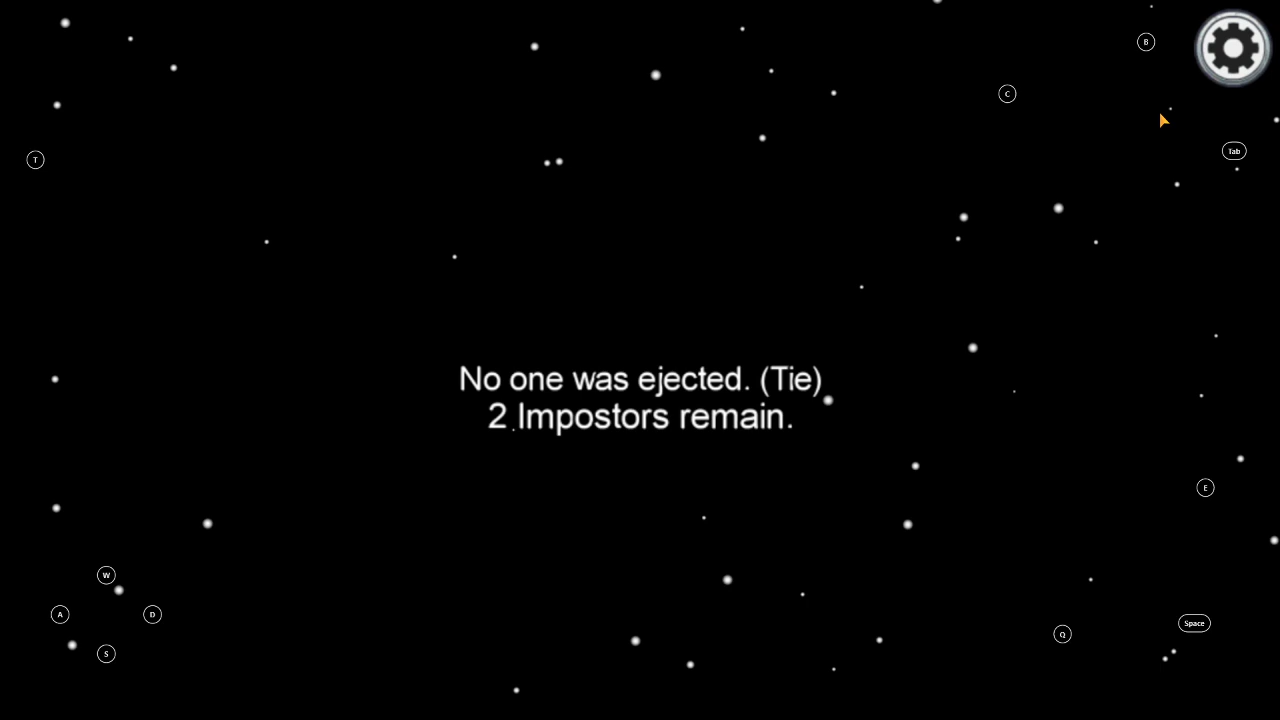 B
C
T
Tab
No one was ejected. (Tie)
2 Impostors remain.
E
W
A
D
Space
Q
S